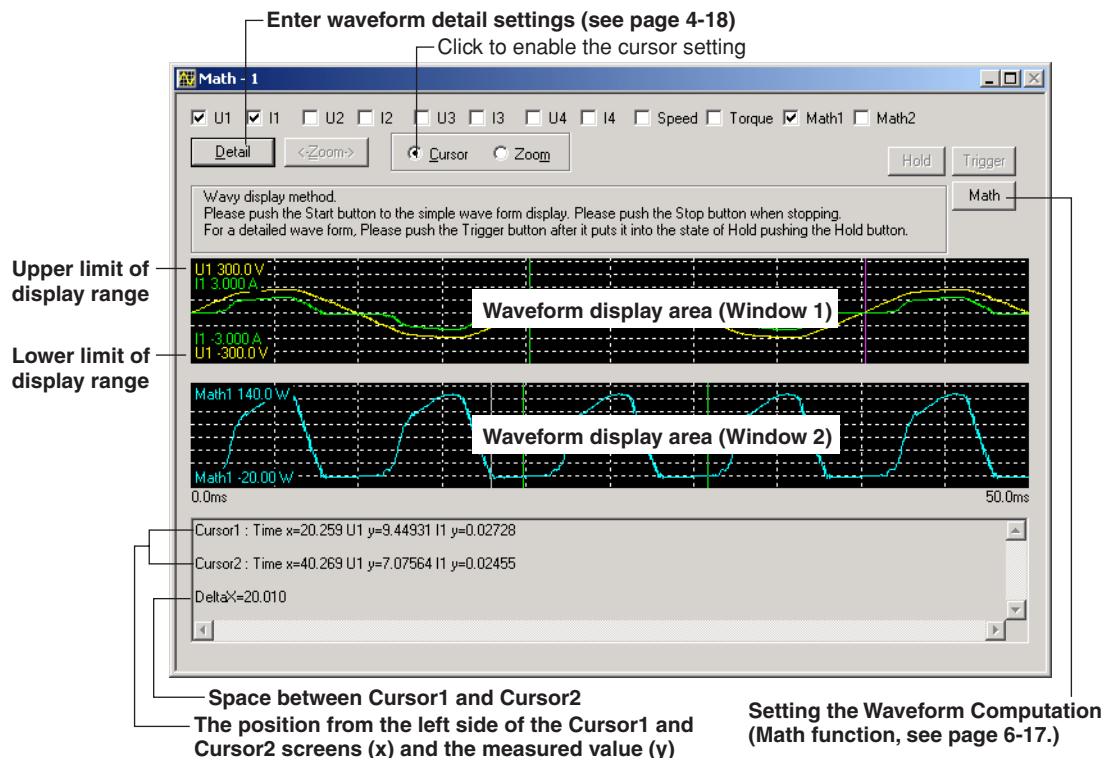 Enter waveform detail settings (see page 4-18)
Click to enable the cursor setting
Math - 1
U1 I1 U2 I2 U3 I3 U4 I4 Speed Torque Math1 Math2
Detail <-Zoom-> Cursor Zoom Hold Trigger
Math
Wavy display method.
Please push the Start button to the simple wave form display. Please push the Stop button when stopping.
For a detailed wave form, Please push the Trigger button after it puts it into the state of Hold pushing the Hold button.
Upper limit of
display range
U1 300.0 V
I1 3.000 A
Waveform display area (Window 1)
I1 -3.000 A
U1 -300.0 V
Lower limit of
display range
Math1 140.0 W
Waveform display area (Window 2)
Math1 -20.00 W
0.0ms 50.0ms
Cursor1 : Time x=20.259 U1 y=9.44931 I1 y=0.02728
Cursor2 : Time x=40.269 U1 y=7.07564 I1 y=0.02455
DeltaX=20.010
Space between Cursor1 and Cursor2
The position from the left side of the Cursor1 and
Cursor2 screens (x) and the measured value (y)
Setting the Waveform Computation
(Math function, see page 6-17.)